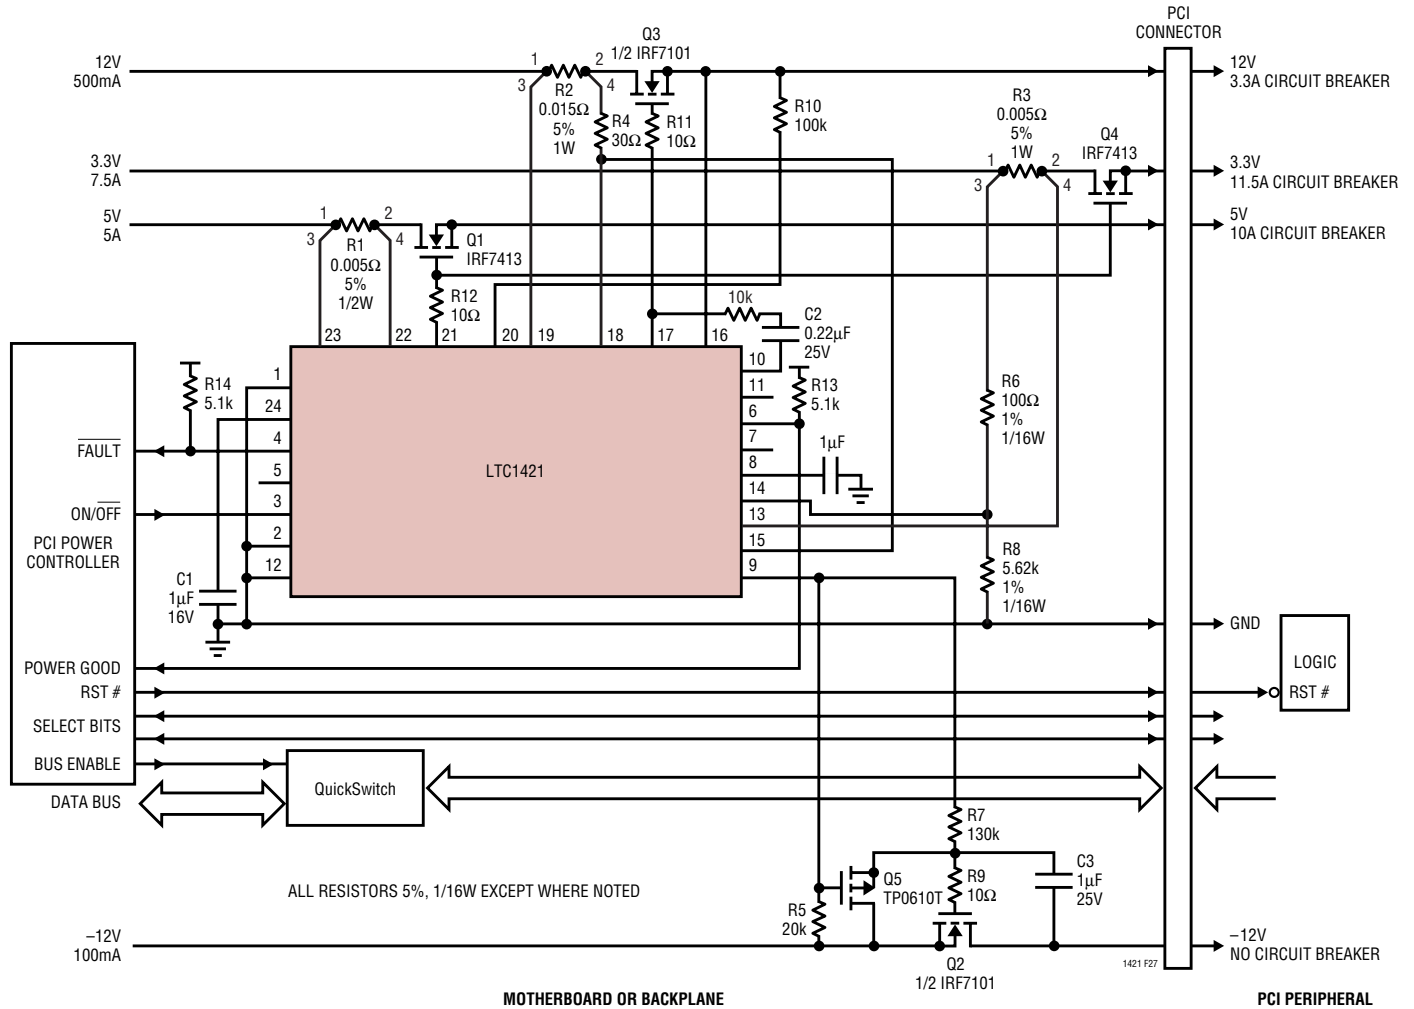 PCI
CONNECTOR
12V
500mA
1
2
3
4
R2
0.015Ω
5%
1W
Q3
1/2 IRF7101
R4
30Ω
R11
10Ω
R10
100k
12V
3.3A CIRCUIT BREAKER
3.3V
7.5A
R3
0.005Ω
5%
1W
1
2
3
4
Q4
IRF7413
3.3V
11.5A CIRCUIT BREAKER
5V
5A
1
2
3
4
R1
0.005Ω
5%
1/2W
Q1
IRF7413
R12
10Ω
5V
10A CIRCUIT BREAKER
10k
C2
0.22µF
25V
23
22
21
20
19
18
17
16
LTC1421
1
24
4
5
3
2
12
10
11
6
7
8
14
13
15
9
R14
5.1k
R13
5.1k
1µF
R6
100Ω
1%
1/16W
R8
5.62k
1%
1/16W
C1
1µF
16V
FAULT
ON/OFF
PCI POWER
CONTROLLER
POWER GOOD
RST #
SELECT BITS
BUS ENABLE
DATA BUS
QuickSwitch
GND
LOGIC
RST #
R7
130k
Q5
TP0610T
R9
10Ω
C3
1µF
25V
R5
20k
Q2
1/2 IRF7101
ALL RESISTORS 5%, 1/16W EXCEPT WHERE NOTED
–12V
100mA
–12V
NO CIRCUIT BREAKER
1421 F27
MOTHERBOARD OR BACKPLANE
PCI PERIPHERAL